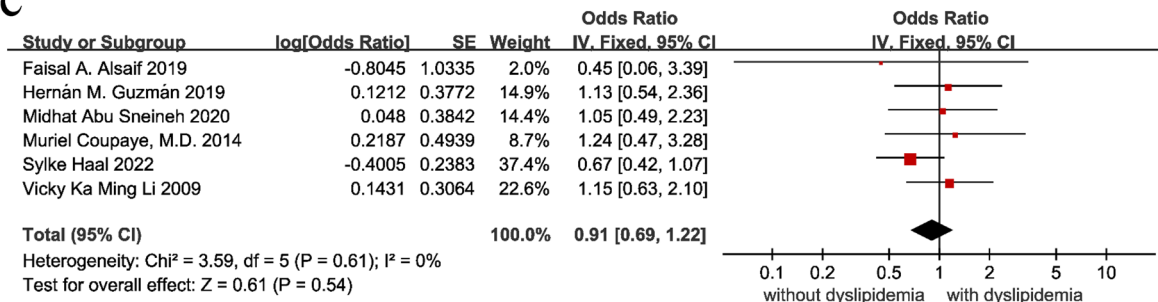 C
Odds Ratio Odds Ratio
Study or Subgroup log[Odds Ratio] SE Weight IV, Fixed, 95% CI IV, Fixed, 95% CI
Faisal A. Alsaif 2019 -0.8045 1.0335 2.0% 0.45 [0.06, 3.39]
Hernán M. Guzmán 2019 0.1212 0.3772 14.9% 1.13 [0.54, 2.36]
Midhat Abu Sneineh 2020 0.048 0.3842 14.4% 1.05 [0.49, 2.23]
Muriel Coupaye, M.D. 2014 0.2187 0.4939 8.7% 1.24 [0.47, 3.28]
Sylke Haal 2022 -0.4005 0.2383 37.4% 0.67 [0.42, 1.07]
Vicky Ka Ming Li 2009 0.1431 0.3064 22.6% 1.15 [0.63, 2.10]
Total (95% CI) 100.0% 0.91 [0.69, 1.22]
Heterogeneity: Chi² = 3.59, df = 5 (P = 0.61); I² = 0%
Test for overall effect: Z = 0.61 (P = 0.54)
0.1 0.2 0.5 1 2 5 10
without dyslipidemia with dyslipidemia